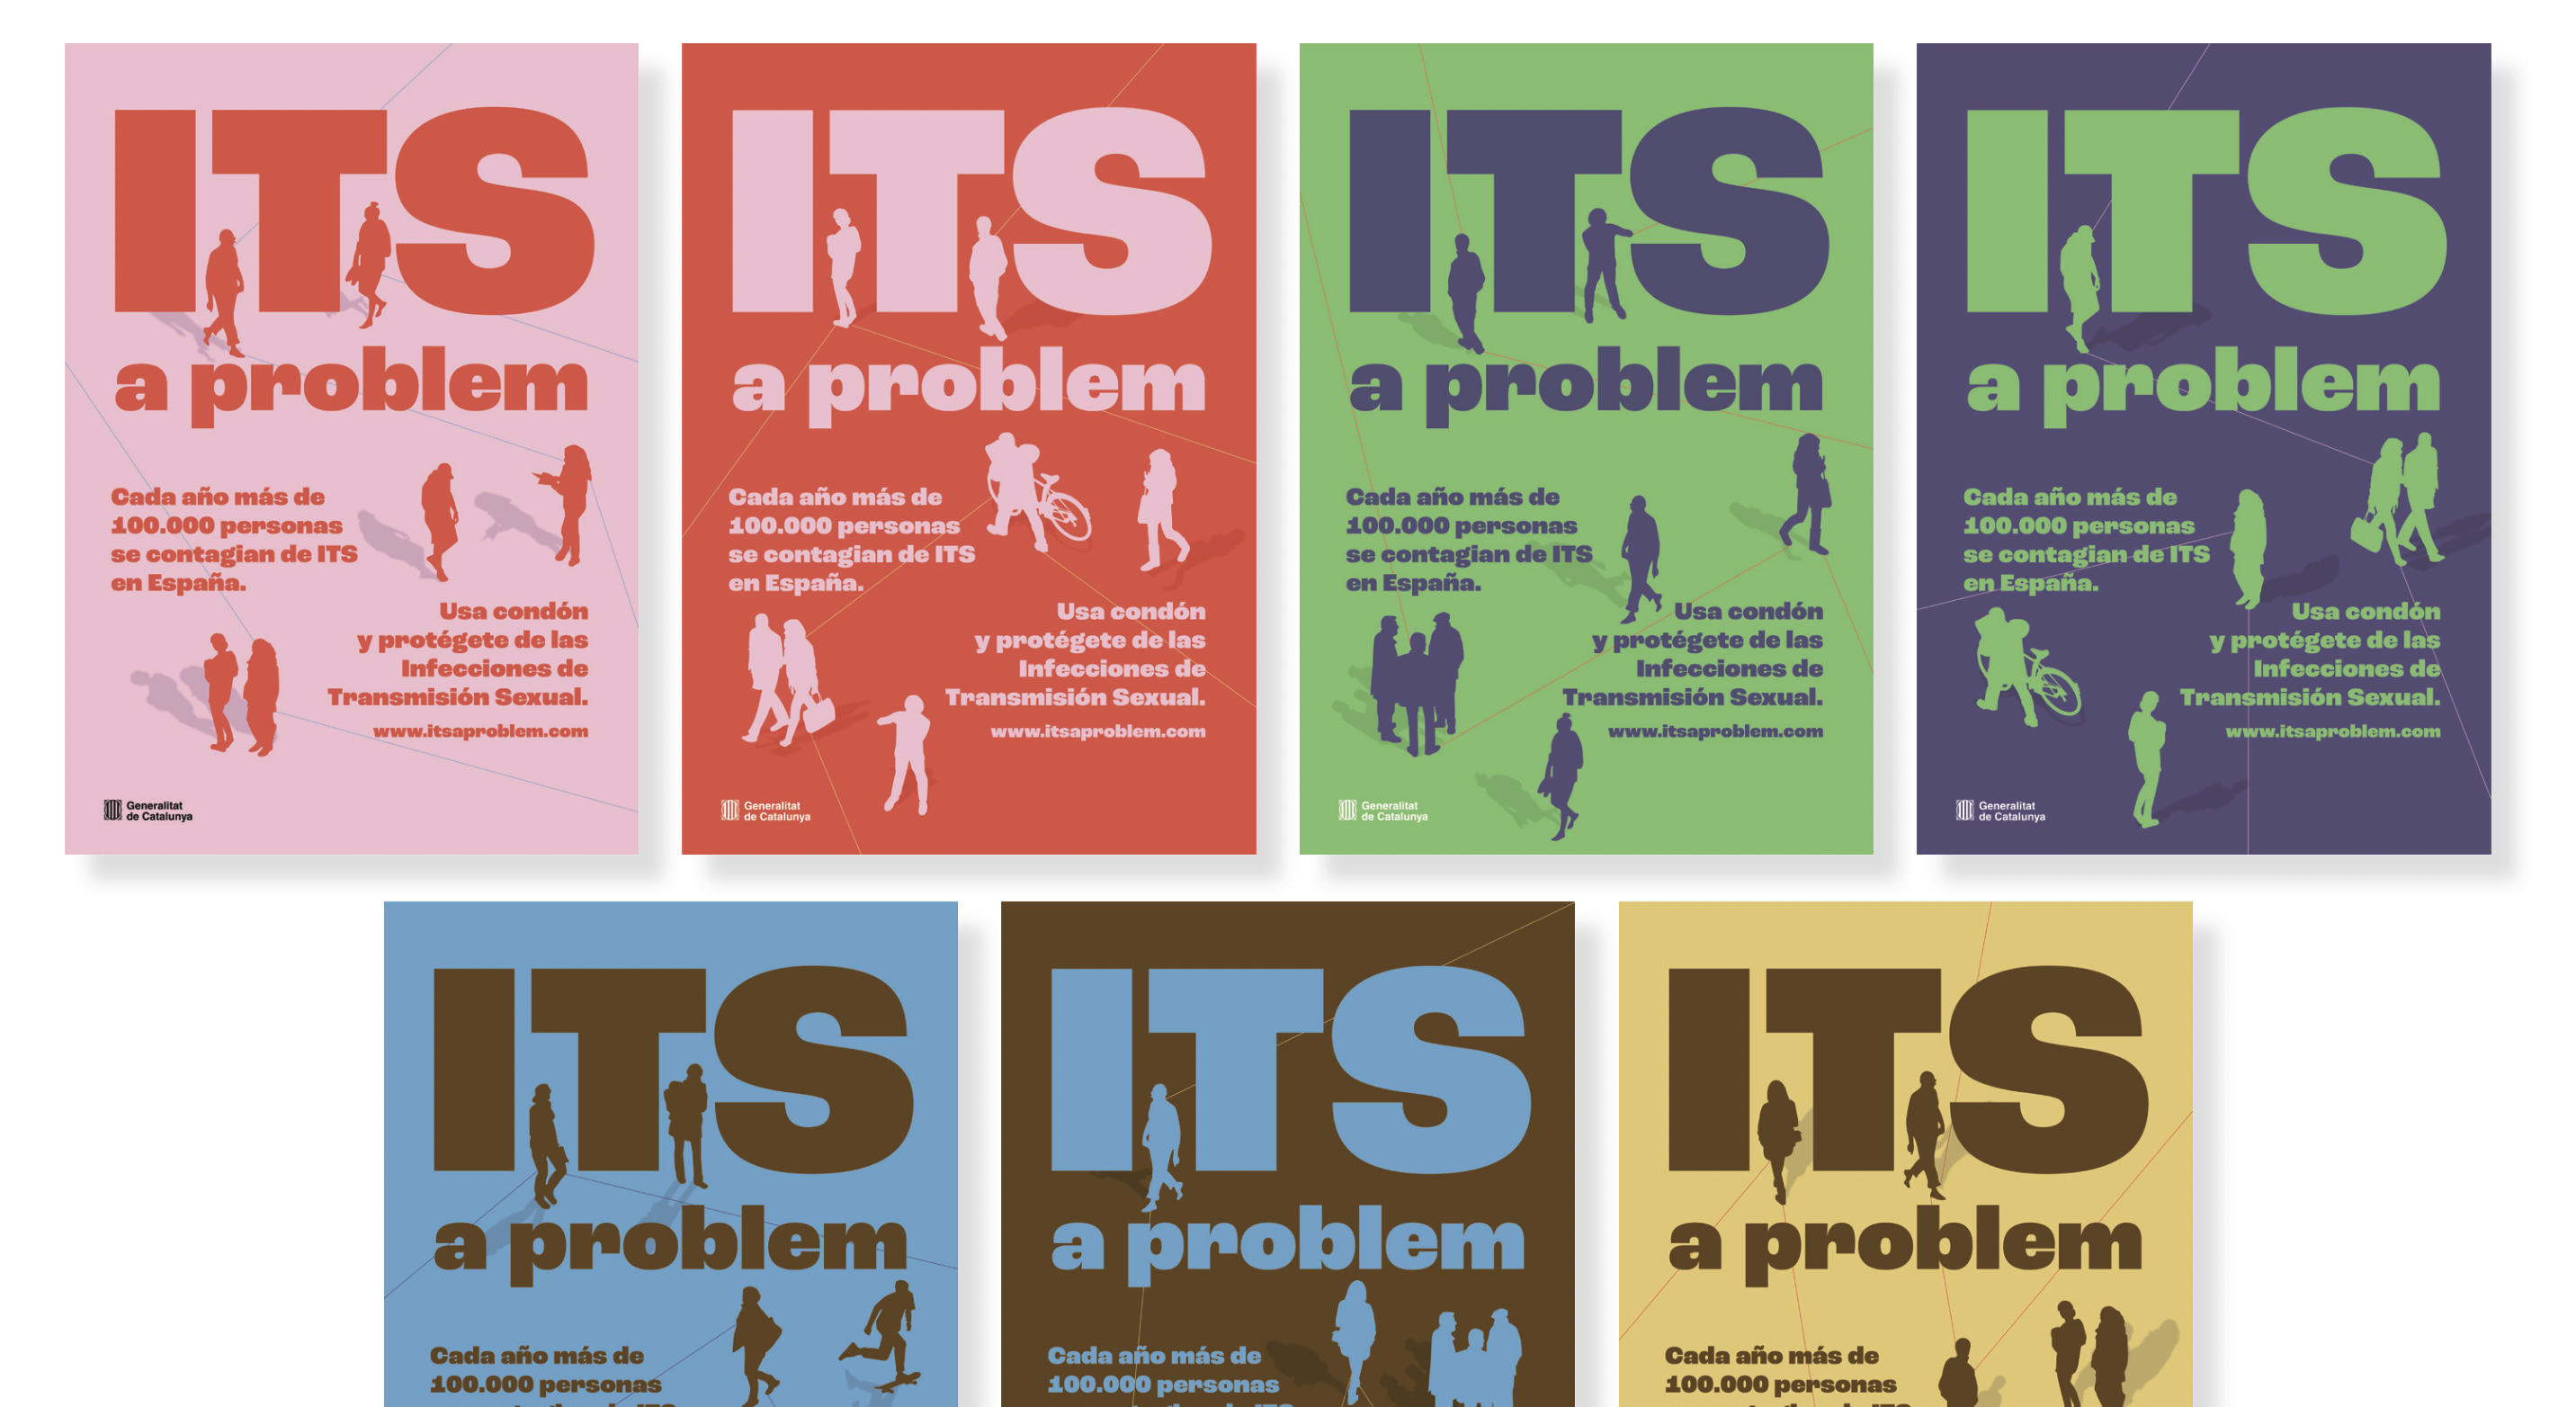 ITS
a problem
Cada año más de
100.000 personas
se contagian de ITS
en España.
Usa condón
y protégete de las
Infecciones de
Transmisión Sexual.
www.itsaproblem.com
Generalitat
de Catalunya
ITS
a problem
Cada año más de
100.000 personas
se contagian de ITS
en España.
Usa condón
y protégete de las
Infecciones de
Transmisión Sexual.
www.itsaproblem.com
Generalitat
de Catalunya
ITS
a problem
Cada año más de
100.000 personas
se contagian de ITS
en España.
Usa condón
y protégete de las
Infecciones de
Transmisión Sexual.
www.itsaproblem.com
Generalitat
de Catalunya
ITS
a problem
Cada año más de
100.000 personas
se contagian de ITS
en España.
Usa condón
y protégete de las
Infecciones de
Transmisión Sexual.
www.itsaproblem.com
Generalitat
de Catalunya
ITS
a problem
Cada año más de
100.000 personas
ITS
a problem
Cada año más de
100.000 personas
ITS
a problem
Cada año más de
100.000 personas